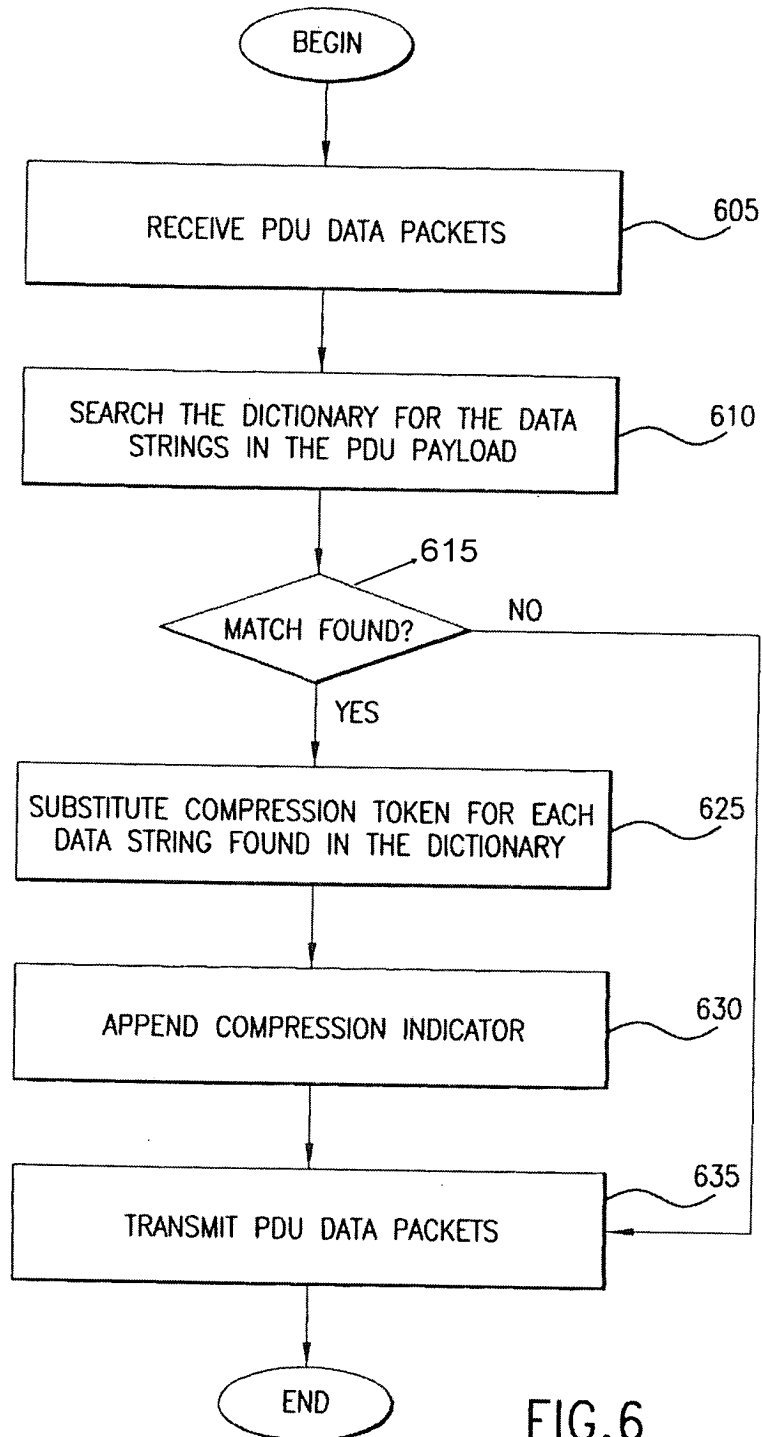 BEGIN
RECEIVE PDU DATA PACKETS
605
SEARCH THE DICTIONARY FOR THE DATA
STRINGS IN THE PDU PAYLOAD
610
615
MATCH FOUND?
NO
YES
SUBSTITUTE COMPRESSION TOKEN FOR EACH
DATA STRING FOUND IN THE DICTIONARY
625
APPEND COMPRESSION INDICATOR
630
TRANSMIT PDU DATA PACKETS
635
END
FIG.6